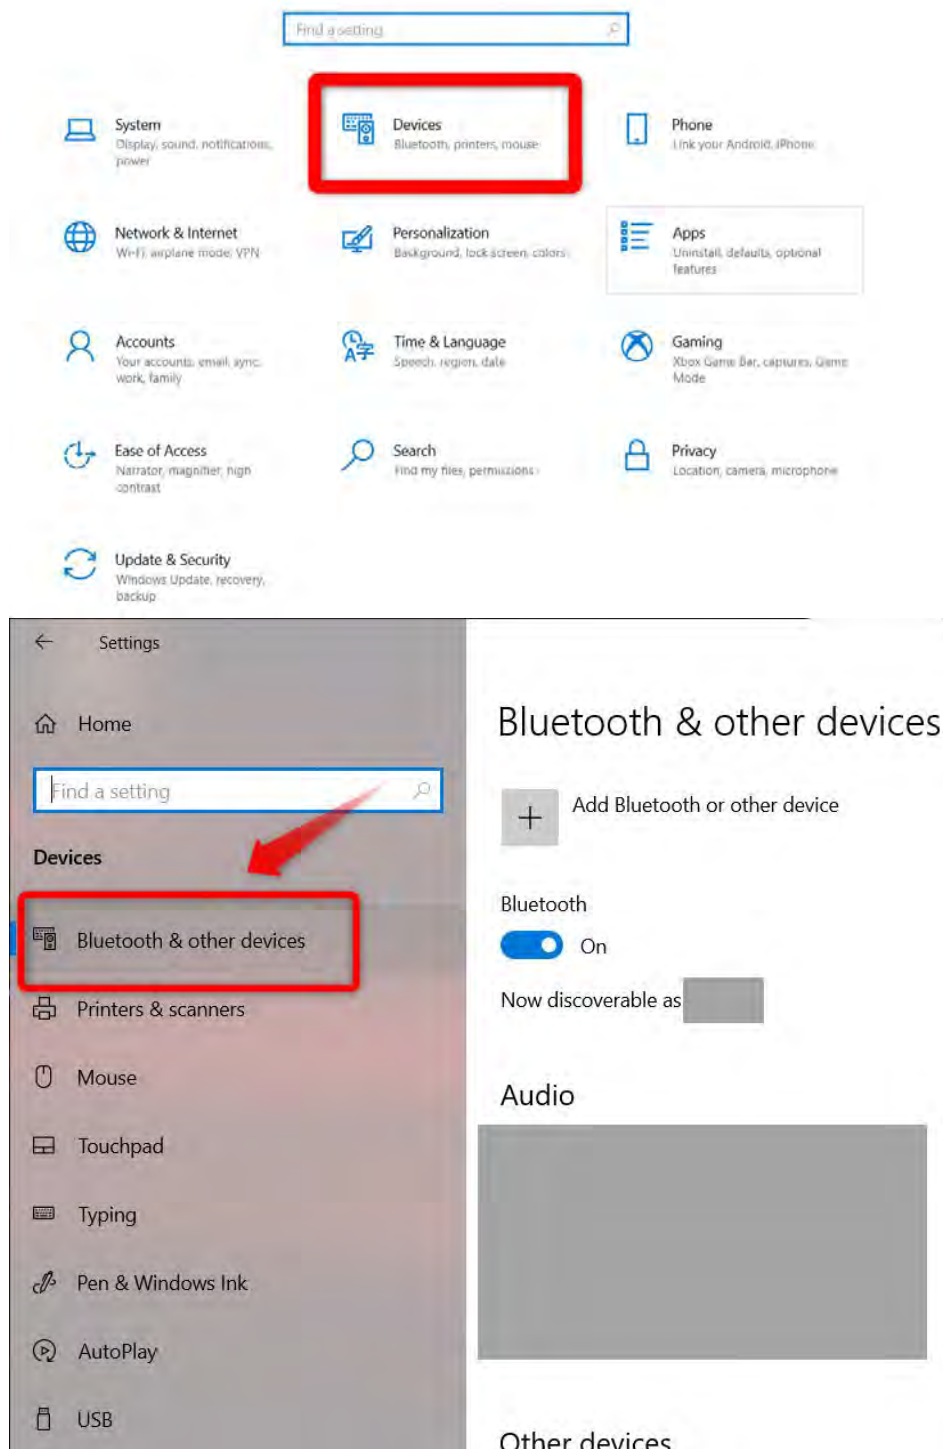 Find a setting
System
Display, sound, notifications,
power
Devices
Bluetooth, printers, mouse
Phone
Link your Android, iPhone
Network & Internet
Wi-Fi, airplane mode, VPN
Personalization
Background, lock screen, colors
Apps
Uninstall, defaults, optional
features
Accounts
Your accounts, email, sync,
work, family
Time & Language
Speech, region, date
Gaming
Xbox Game Bar, captures, Game
Mode
Ease of Access
Narrator, magnifier, high
contrast
Search
Find my files, permissions
Privacy
Location, camera, microphone
Update & Security
Windows Update, recovery,
backup
Settings
Home
Find a setting
Devices
Bluetooth & other devices
Printers & scanners
Mouse
Touchpad
Typing
Pen & Windows Ink
AutoPlay
USB
Bluetooth & other devices
Add Bluetooth or other device
Bluetooth
On
Now discoverable as
Audio
Other devices